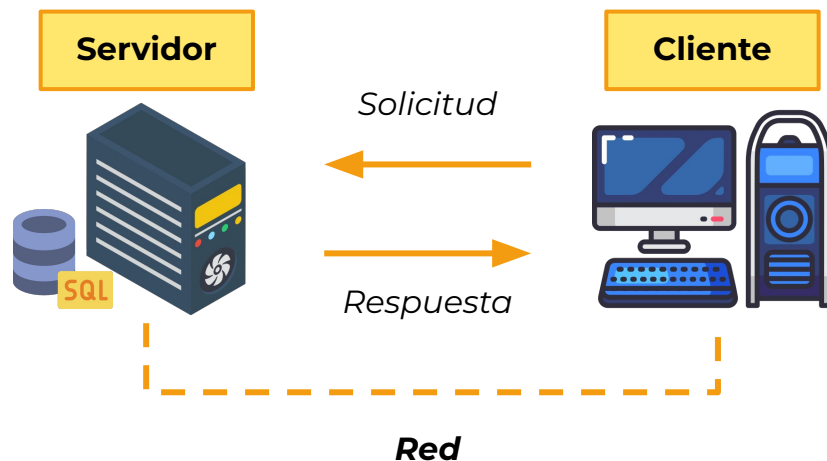 Servidor
Cliente
Solicitud
Respuesta
SQL
Red